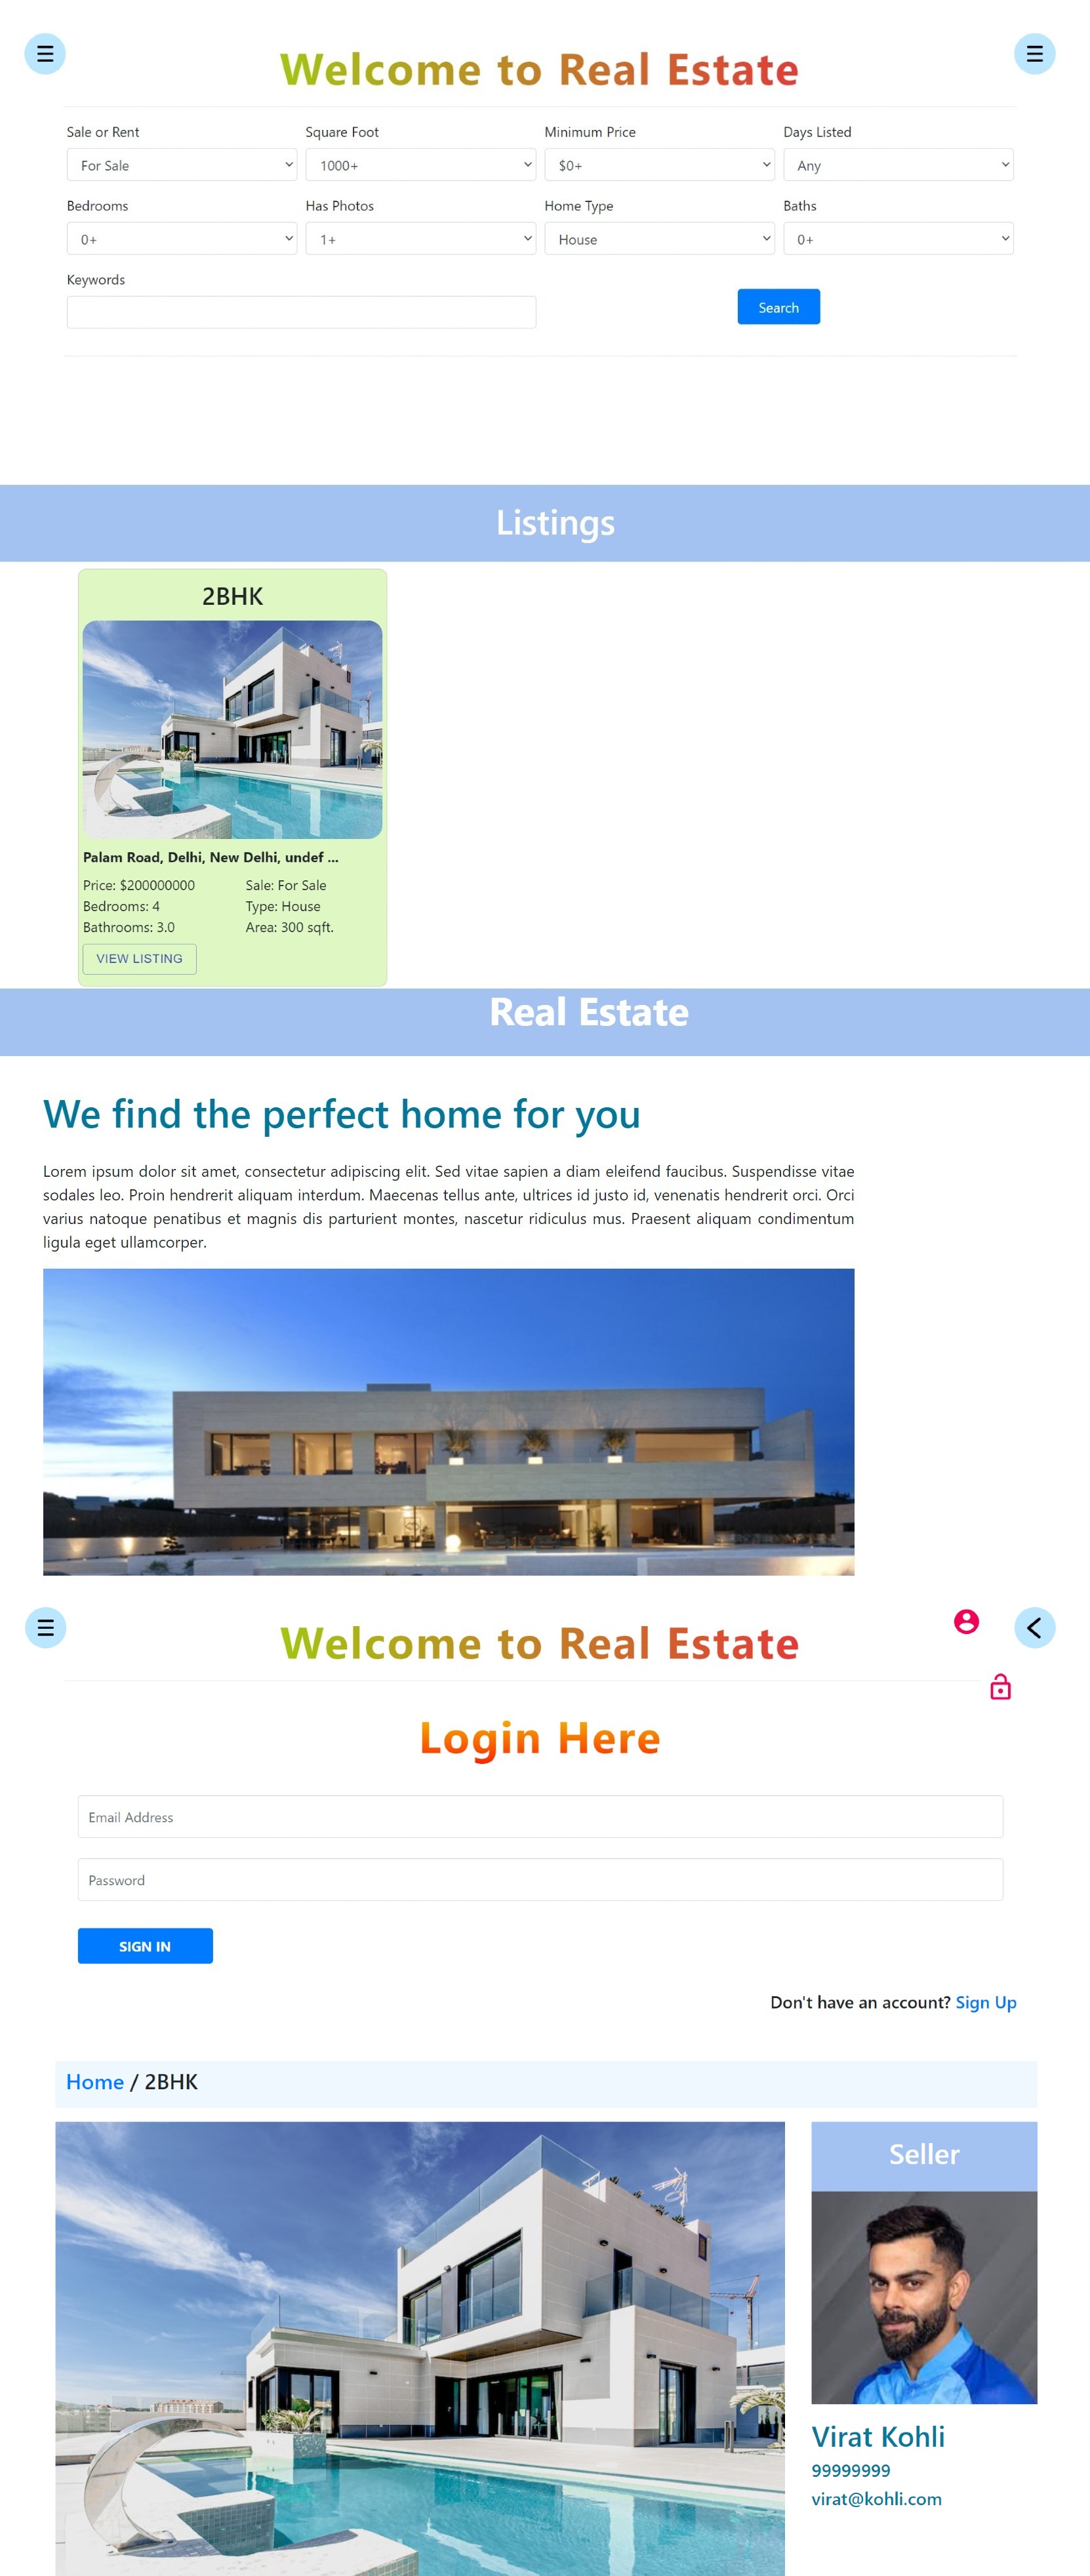 Welcome to Real Estate
Sale or Rent
Square Foot
Minimum Price
Days Listed
For Sale
1000+
$0+
Any
Bedrooms
Has Photos
Home Type
Baths
0+
1+
House
0+
Keywords
Search
Listings
2BHK
Palam Road, Delhi, New Delhi, undef ...
Price: $200000000
Sale: For Sale
Bedrooms: 4
Type: House
Bathrooms: 3.0
Area: 300 sqft.
VIEW LISTING
Real Estate
We find the perfect home for you
Lorem ipsum dolor sit amet, consectetur adipiscing elit. Sed vitae sapien a diam eleifend faucibus. Suspendisse vitae
sodales leo. Proin hendrerit aliquam interdum. Maecenas tellus ante, ultrices id justo id, venenatis hendrerit orci. Orci
varius natoque penatibus et magnis dis parturient montes, nascetur ridiculus mus. Praesent aliquam condimentum
ligula eget ullamcorper.
Welcome to Real Estate
Login Here
Email Address
Password
SIGN IN
Don't have an account? Sign Up
Home / 2BHK
Seller
Virat Kohli
99999999
virat@kohli.com